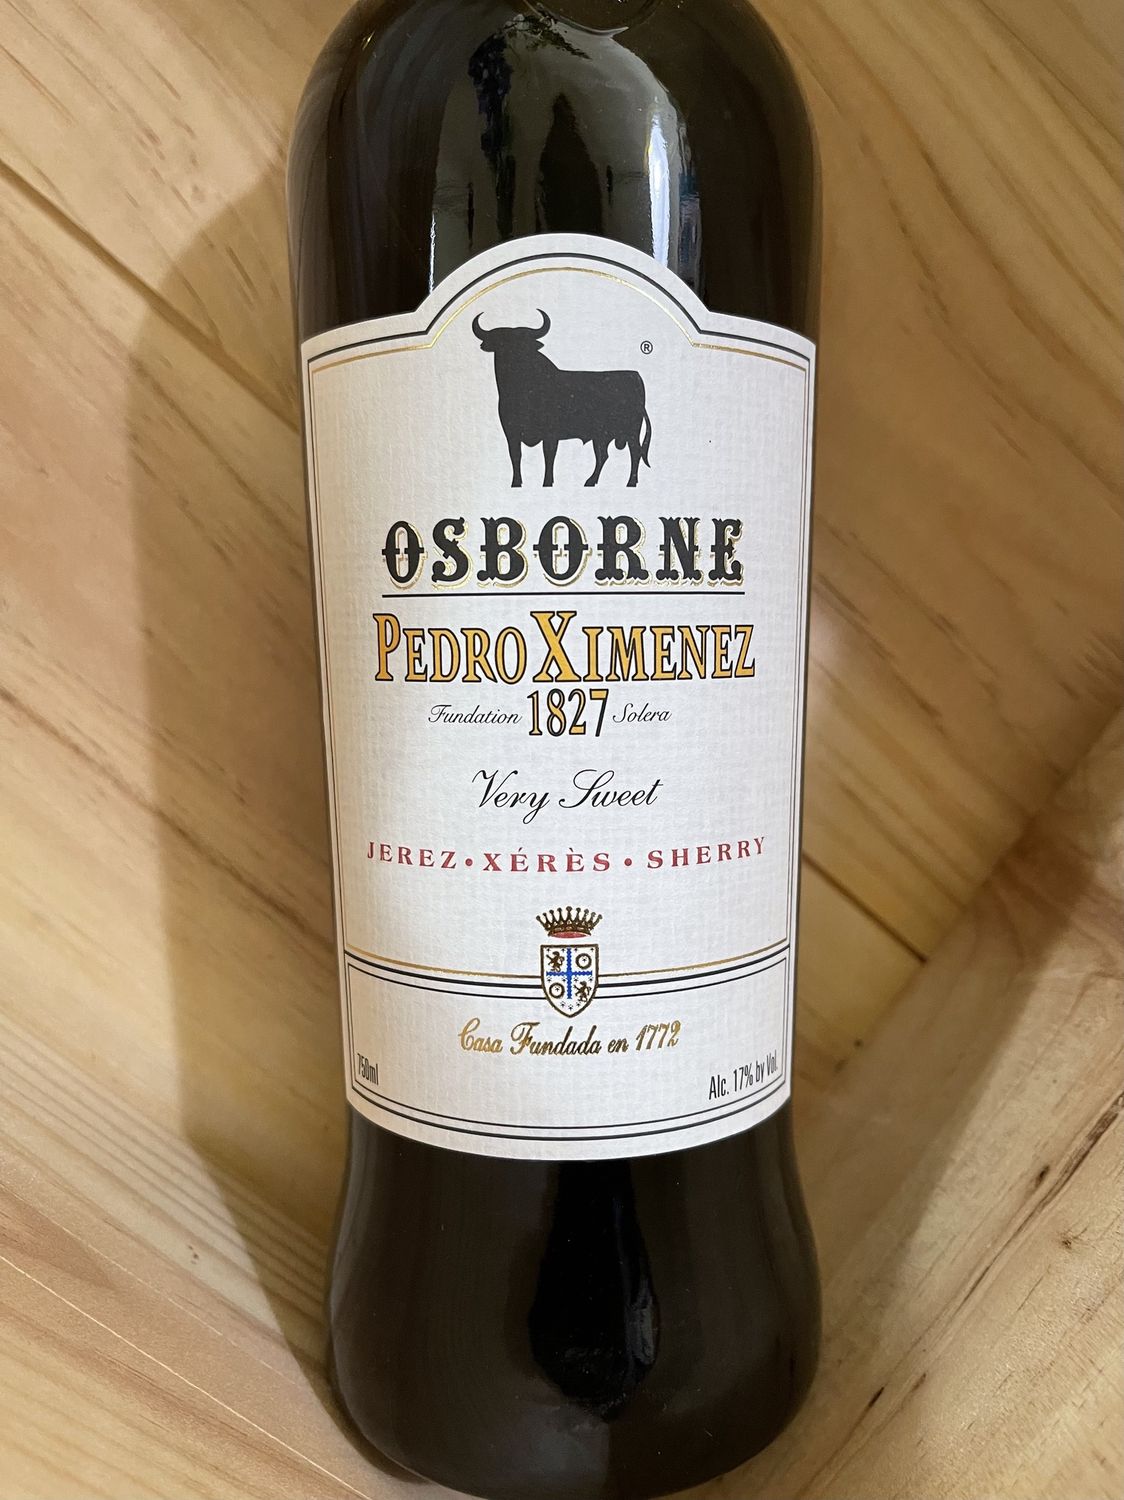 ®
OSBORNE
PEDRO XIMENEZ
Fundation 1827 Solera
Very Sweet
JEREZ • XÉRÈS • SHERRY
Casa Fundada en 1772
750ml
Alc. 17% by Vol.